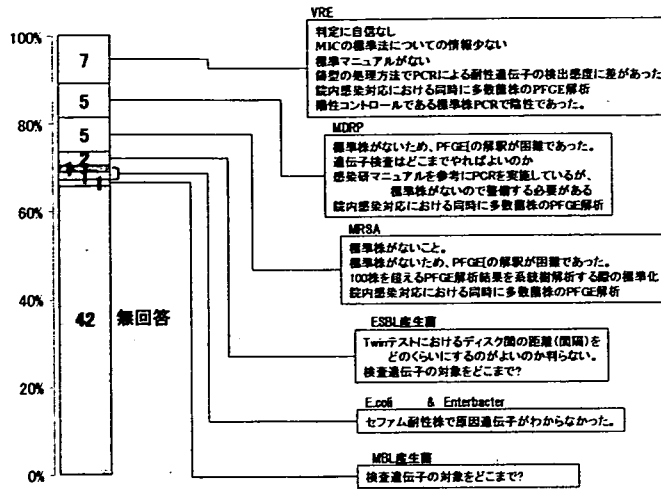 100%
80%
60%
40%
20%
0%
7
5
5
2
42
無回答
VRE
判定に自信なし
MICの標準法についての情報少ない
標準マニュアルがない
鋳型の処理方法でPCRによる耐性遺伝子の検出感度に差があった
院内感染対応における同時に多数菌株のPFGE解析
陽性コントロールである標準株PCRで陰性であった。
MDRP
標準株がないため、PFGE[の解釈が困難であった。
遺伝子検査はどこまでやればよいのか
感染研マニュアルを参考にPCRを実施しているが、
標準株がないので整備する必要がある
院内感染対応における同時に多数菌株のPFGE解析
MRSA
標準株がないこと。
標準株がないため、PFGE[の解釈が困難であった。
100株を超えるPFGE解析結果を系統樹解析する際の標準化
院内感染対応における同時に多数菌株のPFGE解析
ESBL産生菌
Twinテストにおけるディスク間の距離(間隔)を
どのくらいにするのがよいのか判らない。
検査遺伝子の対象をどこまで?
E.coli & Enterbacter
セファム耐性株で原因遺伝子がわからなかった。
MBL産生菌
検査遺伝子の対象をどこまで?